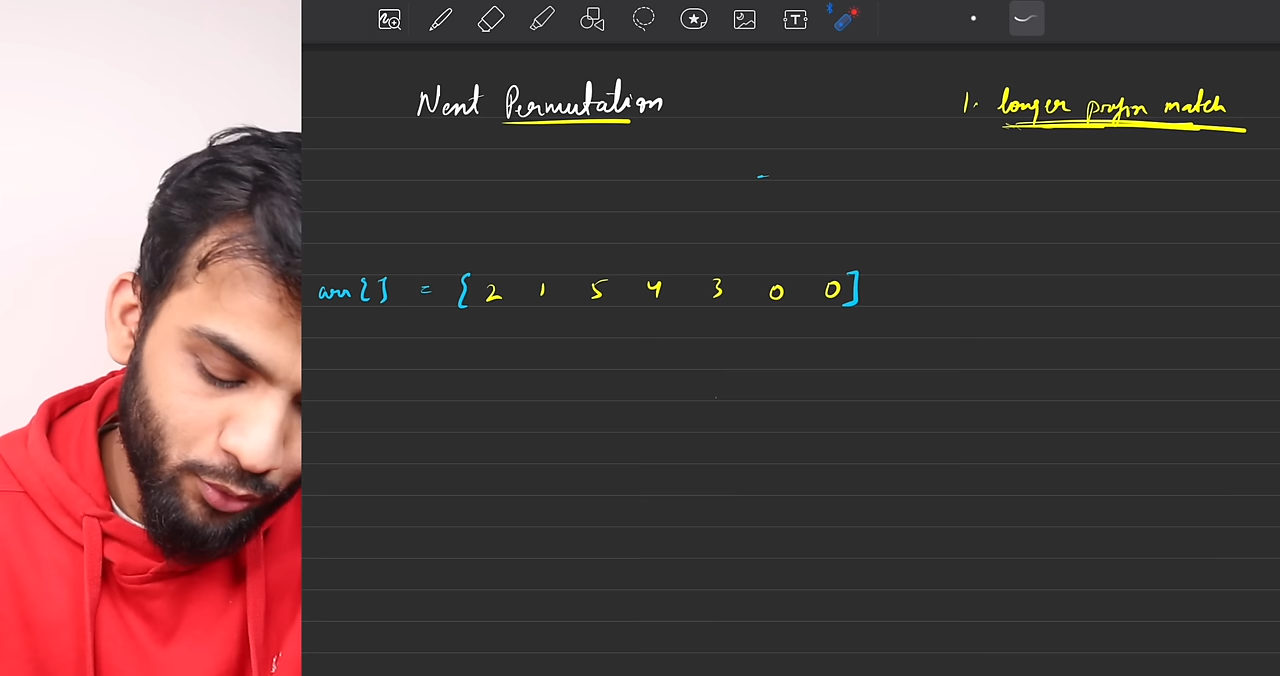 Next Permutation
1. longer prefix match
arr[] = [2 1 5 4 3 0 0]